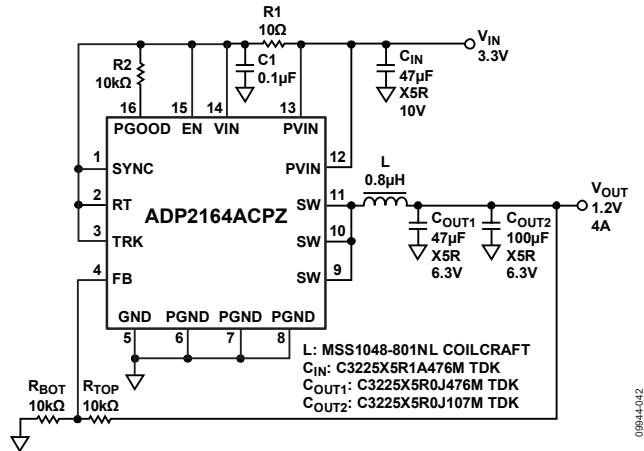 R1
10Ω
VIN
3.3V
R2
10kΩ
C1
0.1µF
CIN
47µF
X5R
10V
16
15
14
13
PGOOD
EN
VIN
PVIN
1
SYNC
PVIN
12
2
RT
SW
11
L
0.8µH
ADP2164ACPZ
3
TRK
SW
10
4
FB
SW
9
VOUT
1.2V
4A
COUT1
47µF
X5R
6.3V
COUT2
100µF
X5R
6.3V
GND
PGND
PGND
PGND
5
6
7
8
L: MSS1048-801NL COILCRAFT
CIN: C3225X5R1A476M TDK
COUT1: C3225X5R0J476M TDK
COUT2: C3225X5R0J107M TDK
RBOT
10kΩ
RTOP
10kΩ
09944-042